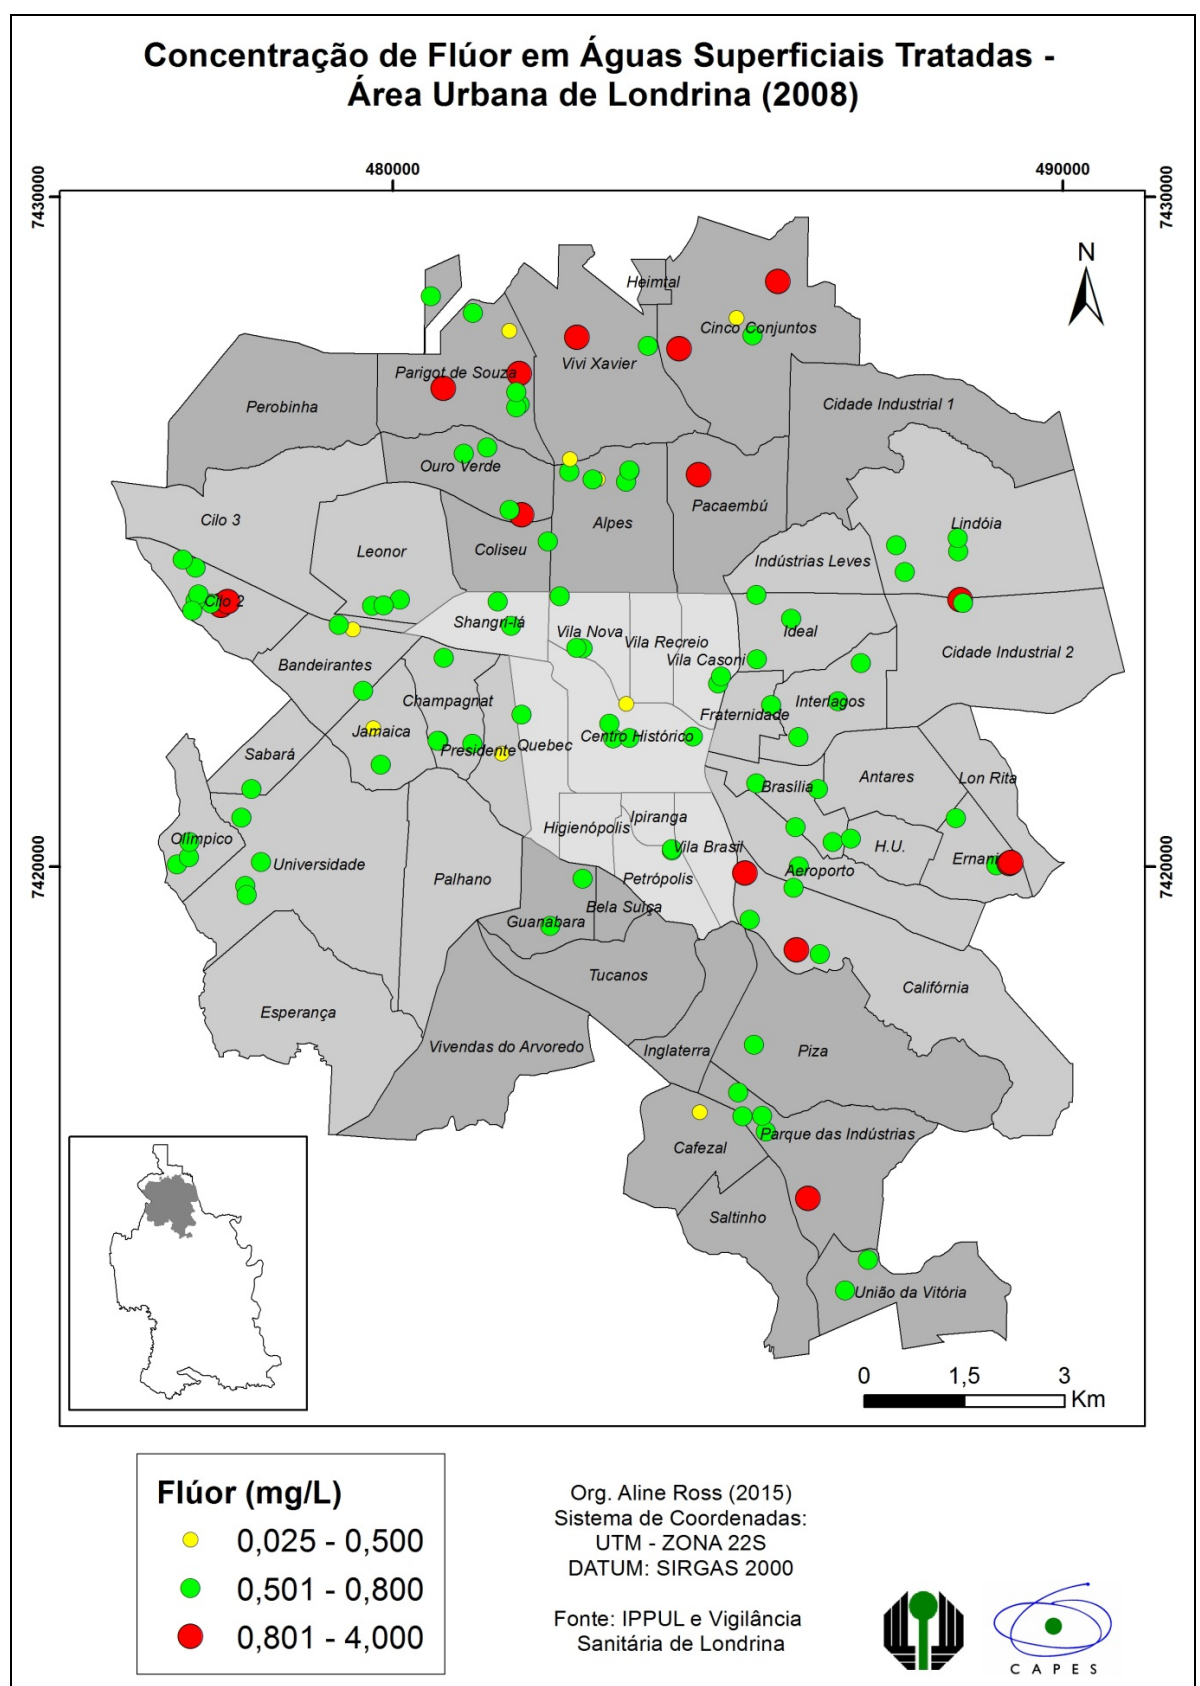 Concentração de Flúor em Águas Superficiais Tratadas -
Área Urbana de Londrina (2008)
480000
490000
7430000
7430000
N
Heimtal
Cinco Conjuntos
Vivi Xavier
Parigot de Souza
Perobinha
Cidade Industrial 1
Ouro Verde
Pacaembú
Cilo 3
Alpes
Lindóia
Leonor
Coliseu
Indústrias Leves
Cilo 2
Shangri-lá
Vila Nova
Vila Recreio
Ideal
Cidade Industrial 2
Vila Casoni
Bandeirantes
Champagnat
Interlagos
Fraternidade
Jamaica
Presidente
Quebec
Centro Histórico
Sabará
Brasília
Antares
Lon Rita
Ipiranga
Higienópolis
Olímpico
Vila Brasil
H.U.
Universidade
Ernani
Palhano
Petrópolis
Aeroporto
7420000
7420000
Bela Suíça
Guanabara
Tucanos
Califórnia
Esperança
Vivendas do Arvoredo
Inglaterra
Piza
Parque das Indústrias
Cafezal
Saltinho
União da Vitória
0 1,5 3
Km
Flúor (mg/L)
0,025 - 0,500
0,501 - 0,800
0,801 - 4,000
Org. Aline Ross (2015)
Sistema de Coordenadas:
UTM - ZONA 22S
DATUM: SIRGAS 2000
Fonte: IPPUL e Vigilância
Sanitária de Londrina
CAPES